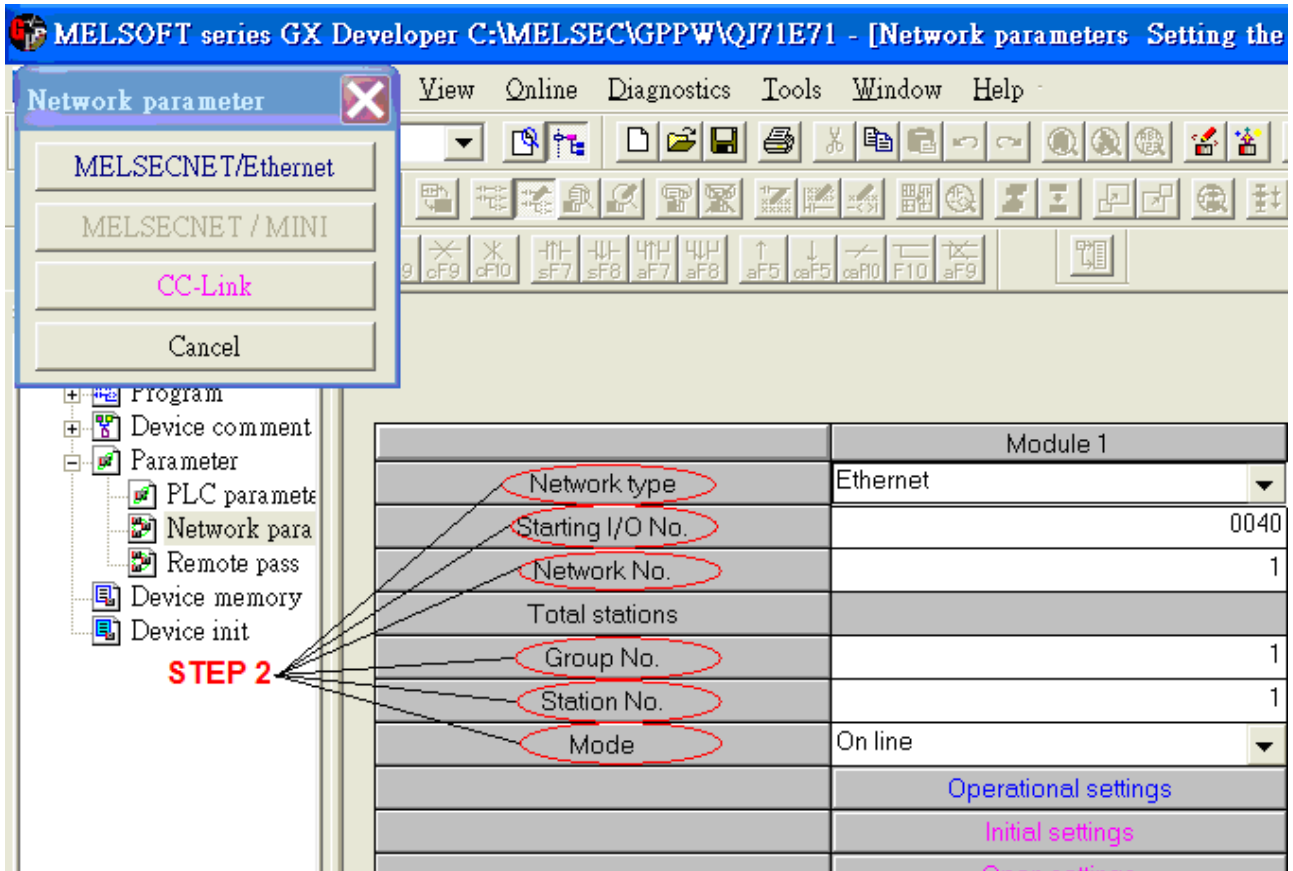 MELSOFT series GX Developer C:\MELSEC\GPPW\QJ71E71 - [Network parameters Setting the
Network parameter
View Online Diagnostics Tools Window Help
MELSECNET/Ethernet
MELSECNET / MINI
CC-Link
Cancel
9 cF9 cF10 sF7 sF8 aF7 aF8 aF5 caF5 caF10 F10 aF9
Program
Device comment
Parameter
PLC paramete
Network para
Remote pass
Device memory
Device init
STEP 2
Module 1
Network type Ethernet
Starting I/O No. 0040
Network No. 1
Total stations
Group No. 1
Station No. 1
Mode On line
Operational settings
Initial settings